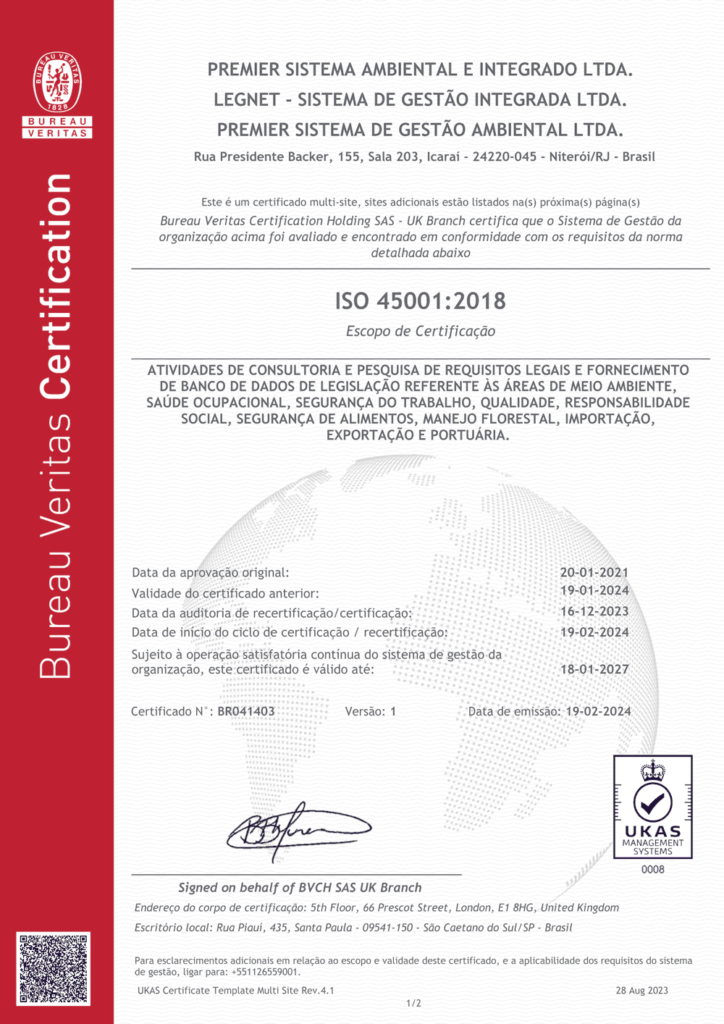 BUREAU VERITAS
1828
BUREAU
VERITAS
Bureau Veritas Certification
PREMIER SISTEMA AMBIENTAL E INTEGRADO LTDA.
LEGNET - SISTEMA DE GESTÃO INTEGRADA LTDA.
PREMIER SISTEMA DE GESTÃO AMBIENTAL LTDA.
Rua Presidente Backer, 155, Sala 203, Icaraí - 24220-045 - Niterói/RJ - Brasil
Este é um certificado multi-site, sites adicionais estão listados na(s) próxima(s) página(s)
Bureau Veritas Certification Holding SAS - UK Branch certifica que o Sistema de Gestão da
organização acima foi avaliado e encontrado em conformidade com os requisitos da norma
detalhada abaixo
ISO 45001:2018
Escopo de Certificação
ATIVIDADES DE CONSULTORIA E PESQUISA DE REQUISITOS LEGAIS E FORNECIMENTO
DE BANCO DE DADOS DE LEGISLAÇÃO REFERENTE ÀS ÁREAS DE MEIO AMBIENTE,
SAÚDE OCUPACIONAL, SEGURANÇA DO TRABALHO, QUALIDADE, RESPONSABILIDADE
SOCIAL, SEGURANÇA DE ALIMENTOS, MANEJO FLORESTAL, IMPORTAÇÃO,
EXPORTAÇÃO E PORTUÁRIA.
Data da aprovação original: 20-01-2021
Validade do certificado anterior: 19-01-2024
Data da auditoria de recertificação/certificação: 16-12-2023
Data de início do ciclo de certificação / recertificação: 19-02-2024
Sujeito à operação satisfatória contínua do sistema de gestão da
organização, este certificado é válido até: 18-01-2027
Certificado N°: BR041403 Versão: 1 Data de emissão: 19-02-2024
UKAS
MANAGEMENT
SYSTEMS
0008
Signed on behalf of BVCH SAS UK Branch
Endereço do corpo de certificação: 5th Floor, 66 Prescot Street, London, E1 8HG, United Kingdom
Escritório local: Rua Piauí, 435, Santa Paula - 09541-150 - São Caetano do Sul/SP - Brasil
Para esclarecimentos adicionais em relação ao escopo e validade deste certificado, e a aplicabilidade dos requisitos do sistema
de gestão, ligar para: +551126559001.
UKAS Certificate Template Multi Site Rev.4.1 28 Aug 2023
1/2